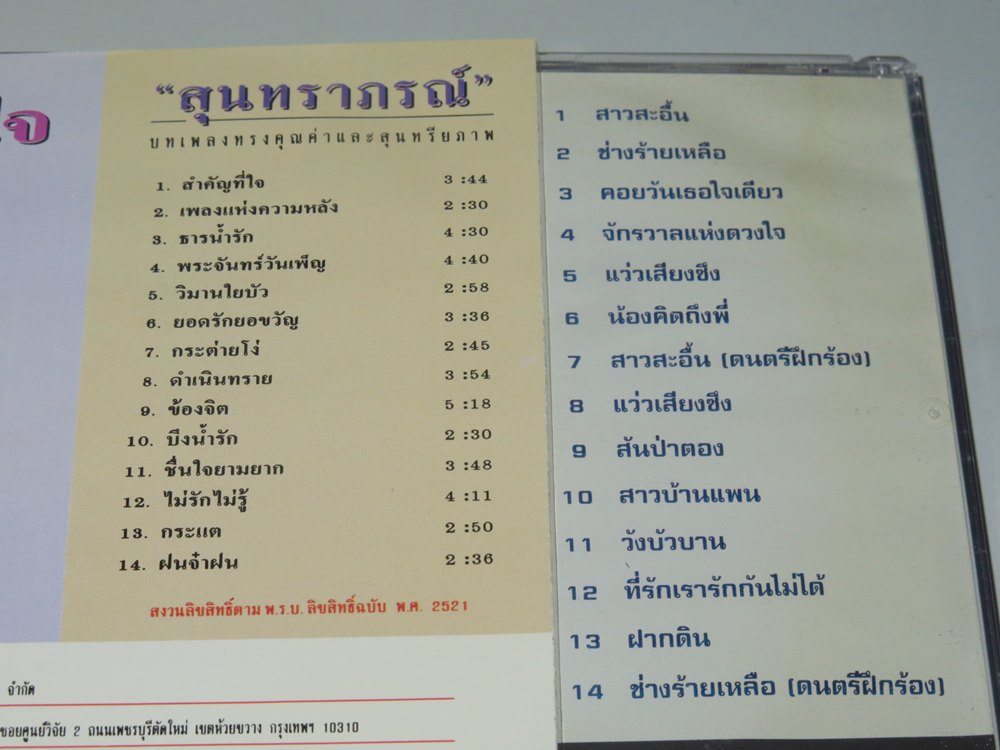 ใจ
“สุนทราภรณ์”
บทเพลงทรงคุณค่าและสุนทรียภาพ
1. สำคัญที่ใจ 3 :44
2. เพลงแห่งความหลัง 2 :30
3. ธารน้ำรัก 4 :30
4. พระจันทร์วันเพ็ญ 4 :40
5. วิมานใยบัว 2 :58
6. ยอดรักยอขวัญ 3 :36
7. กระต่ายโง่ 2 :45
8. ดำเนินทราย 3 :54
9. ข้องจิต 5 :18
10. บึงน้ำรัก 2 :30
11. ชื่นใจยามยาก 3 :48
12. ไม่รักไม่รู้ 4 :11
13. กระแต 2 :50
14. ฝนจ๋าฝน 2 :36
สงวนลิขสิทธิ์ตาม พ.ร.บ. ลิขสิทธิ์ฉบับ พ.ศ. 2521
จำกัด
ซอยศูนย์วิจัย 2 ถนนเพชรบุรีตัดใหม่ เขตห้วยขวาง กรุงเทพฯ 10310
1 สาวสะอื้น
2 ช่างร้ายเหลือ
3 คอยวันเธอใจเดียว
4 จักรวาลแห่งดวงใจ
5 แว่วเสียงซึง
6 น้องคิดถึงพี่
7 สาวสะอื้น (ดนตรีฝึกร้อง)
8 แว่วเสียงซึง
9 สันป่าตอง
10 สาวบ้านแพน
11 วังบัวบาน
12 ที่รักเรารักกันไม่ได้
13 ฝากดิน
14 ช่างร้ายเหลือ (ดนตรีฝึกร้อง)